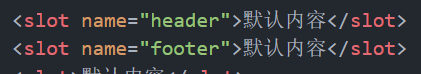 <slot name="header">默认内容</slot>
<slot name="footer">默认内容</slot>